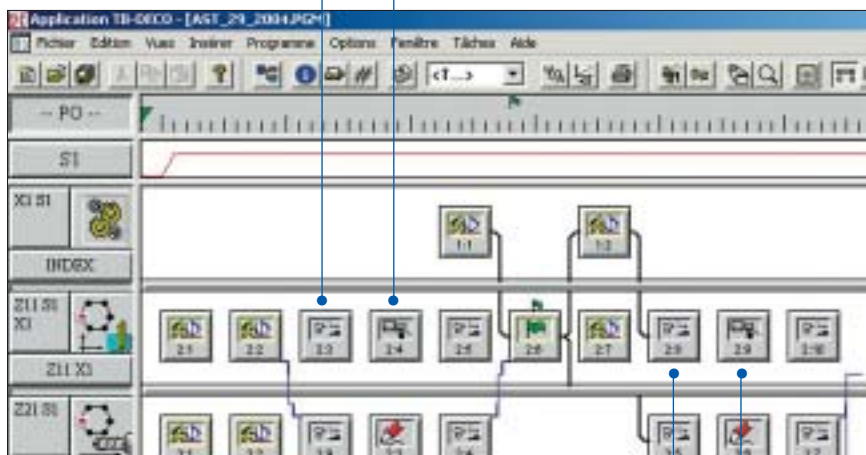 Application TB-DECO - [AST_29_2004.PGM]
Fichier Edition Vues Insérer Programme Options Fenêtre Tâches Aide
<T...>
-- P0 --
S1
X1 S1
1:1 1:2
INDEX
Z11 S1
X1
2:1 2:2 2:3 2:4 2:5 2:6 2:7 2:8 2:9 2:10
Z11 X1
Z21 S1